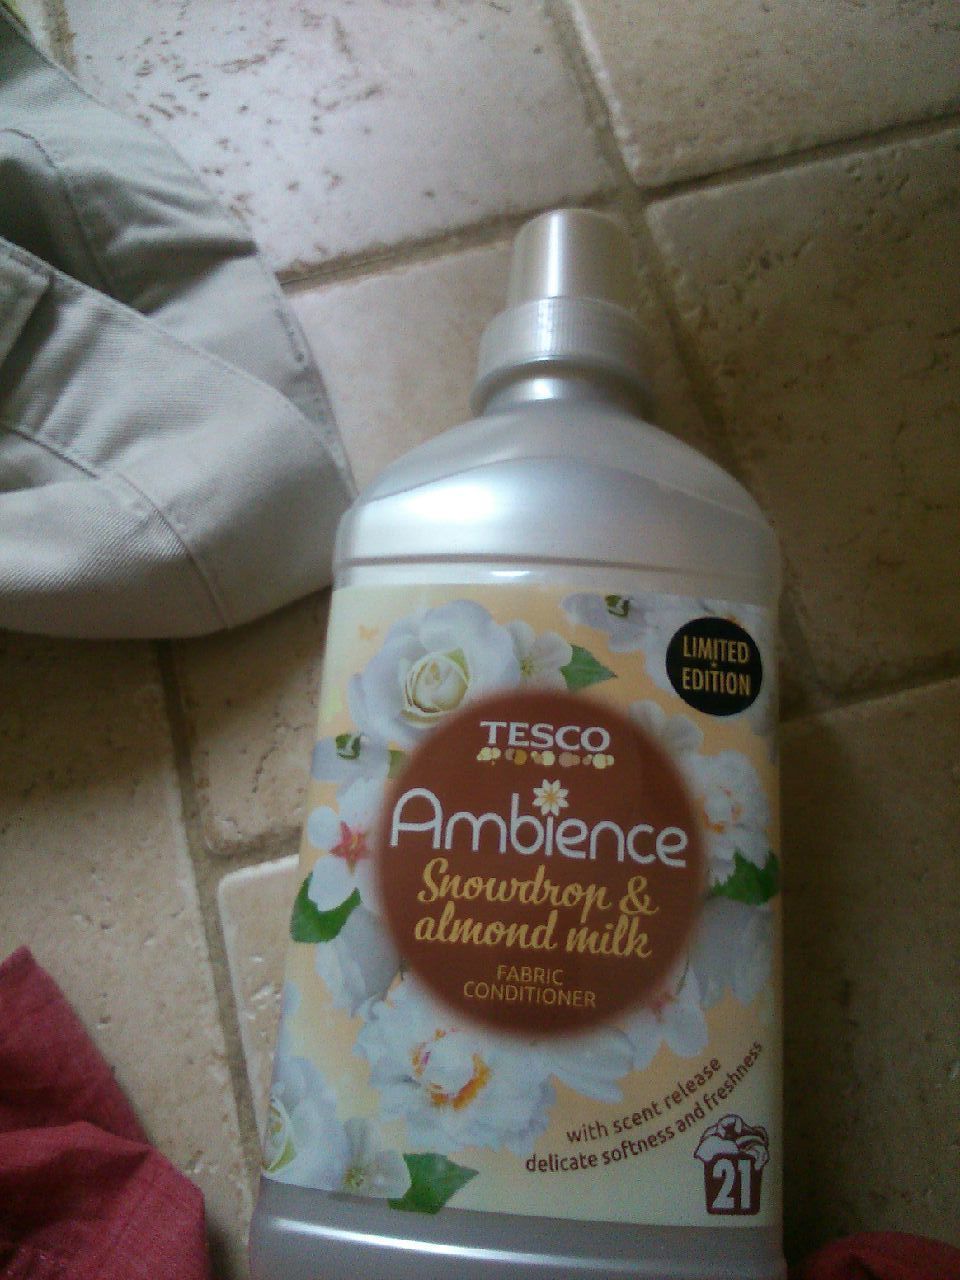 LIMITED
EDITION
TESCO
Ambience
Snowdrop &
almond milk
FABRIC
CONDITIONER
with scent release
delicate softness and freshness
21